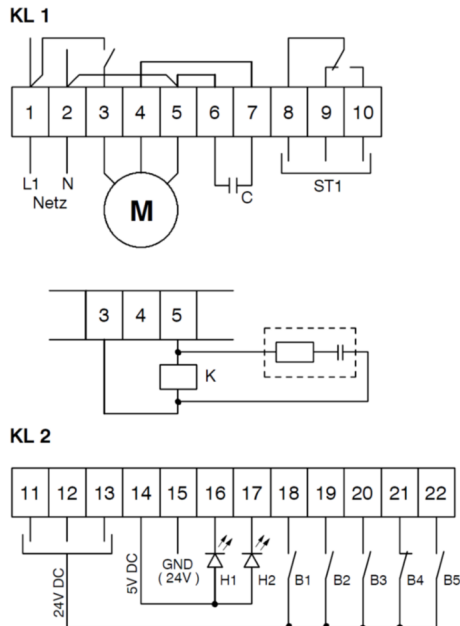 KL 1
1 2 3 4 5 6 7 8 9 10
L1 N C ST1
Netz
M
3 4 5
K
KL 2
11 12 13 14 15 16 17 18 19 20 21 22
24V DC 5V DC GND H1 H2 B1 B2 B3 B4 B5
( 24V )